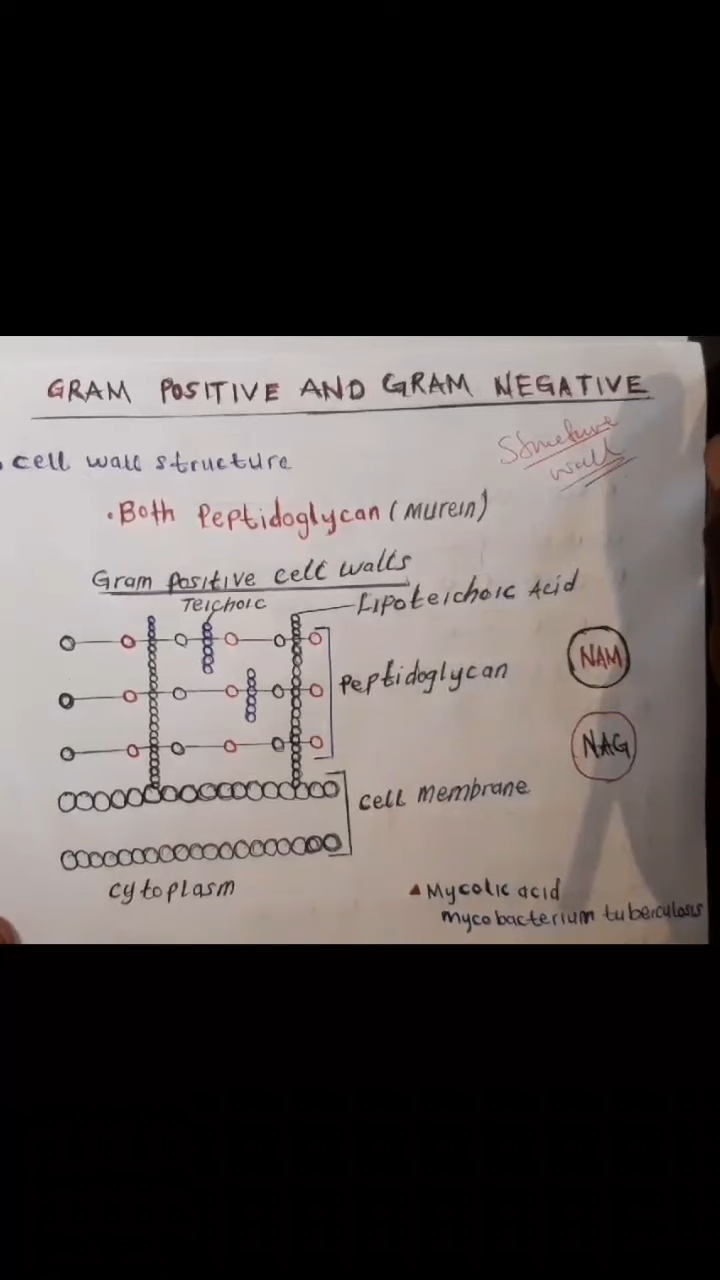 GRAM POSITIVE AND GRAM NEGATIVE
Structure
wall
• cell wall structure
• Both Peptidoglycan (Murein)
Gram positive cell walls
Teichoic
Lipoteichoic Acid
Peptidoglycan
NAM
NAG
cell membrane
cytoplasm
Mycolic acid
mycobacterium tuberculosis